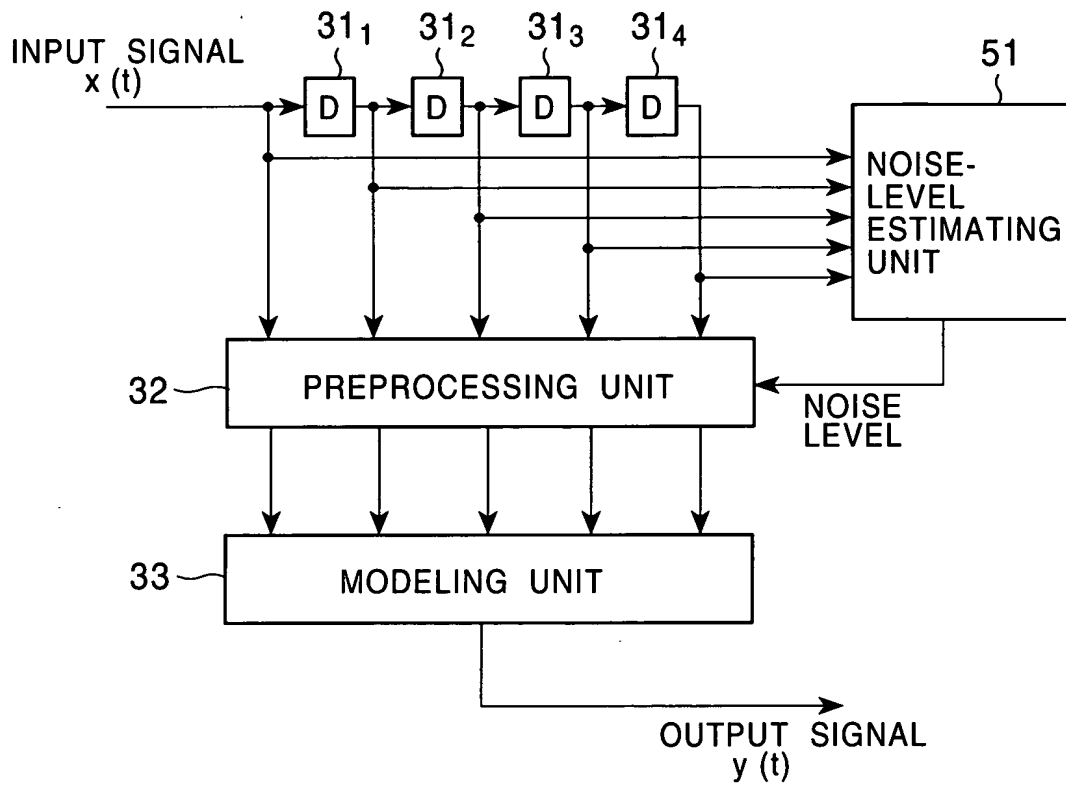 31₁ 31₂ 31₃ 31₄
51
INPUT SIGNAL
x (t)
D D D D
NOISE-
LEVEL
ESTIMATING
UNIT
32
PREPROCESSING UNIT
NOISE
LEVEL
33
MODELING UNIT
OUTPUT SIGNAL
y (t)